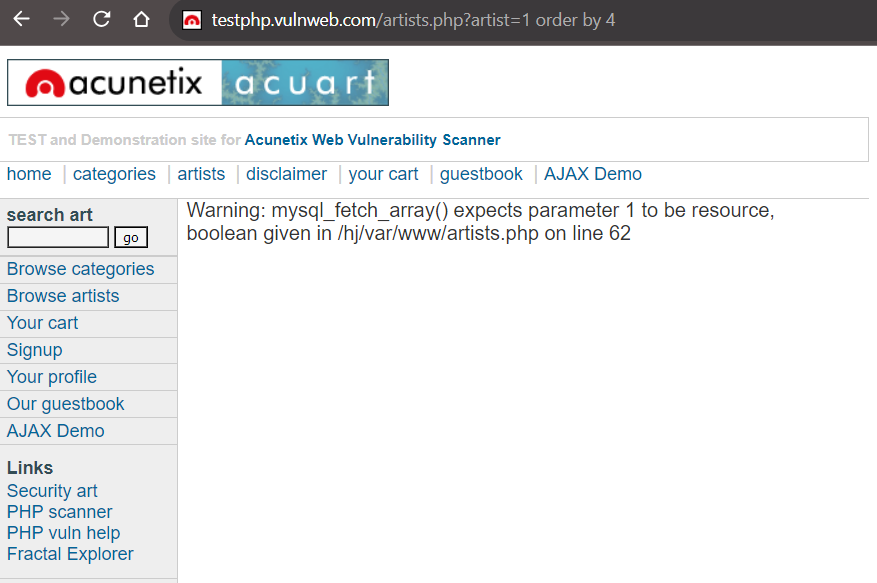 testphp.vulnweb.com/artists.php?artist=1 order by 4
acunetix acuart
TEST and Demonstration site for Acunetix Web Vulnerability Scanner
home categories artists disclaimer your cart guestbook AJAX Demo
search art
go
Browse categories
Browse artists
Your cart
Signup
Your profile
Our guestbook
AJAX Demo
Links
Security art
PHP scanner
PHP vuln help
Fractal Explorer
Warning: mysql_fetch_array() expects parameter 1 to be resource,
boolean given in /hj/var/www/artists.php on line 62